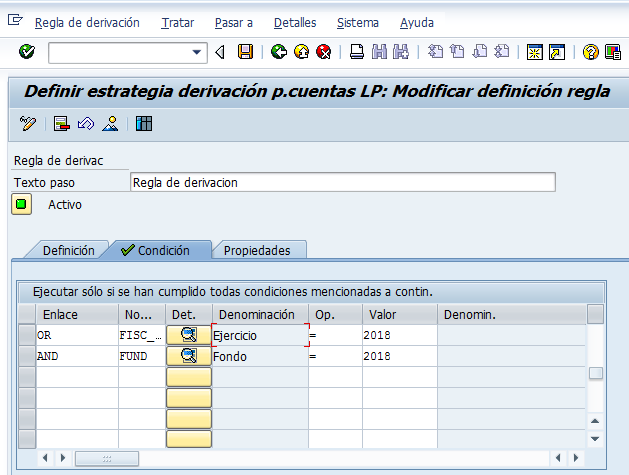 Regla de derivación Tratar Pasar a Detalles Sistema Ayuda
Definir estrategia derivación p.cuentas LP: Modificar definición regla
Regla de derivac
Texto paso Regla de derivacion
Activo
Definición Condición Propiedades
Ejecutar sólo si se han cumplido todas condiciones mencionadas a contin.
Enlace No... Det. Denominación Op. Valor Denomin.
OR FISC_... Ejercicio = 2018
AND FUND Fondo = 2018